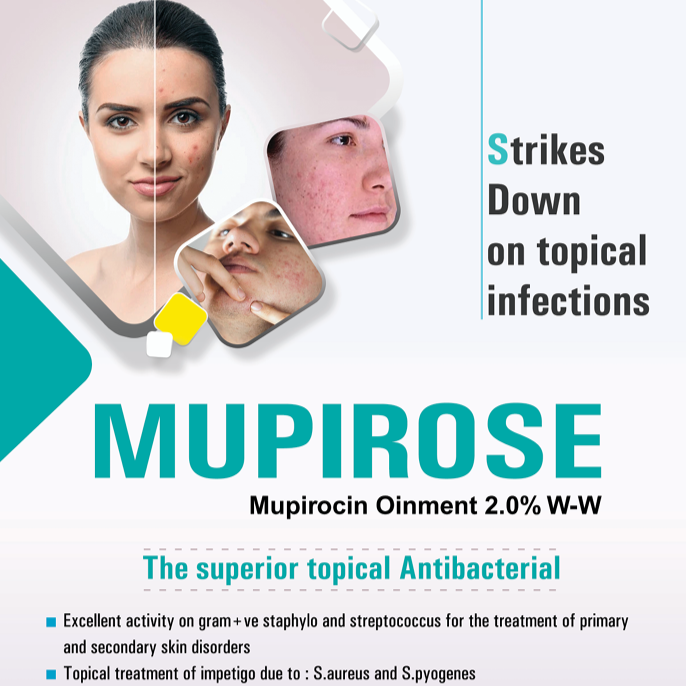 Strikes
Down
on topical
infections
MUPIROSE
Mupirocin Oinment 2.0% W-W
The superior topical Antibacterial
Excellent activity on gram+ve staphylo and streptococcus for the treatment of primary
and secondary skin disorders
Topical treatment of impetigo due to : S.aureus and S.pyogenes